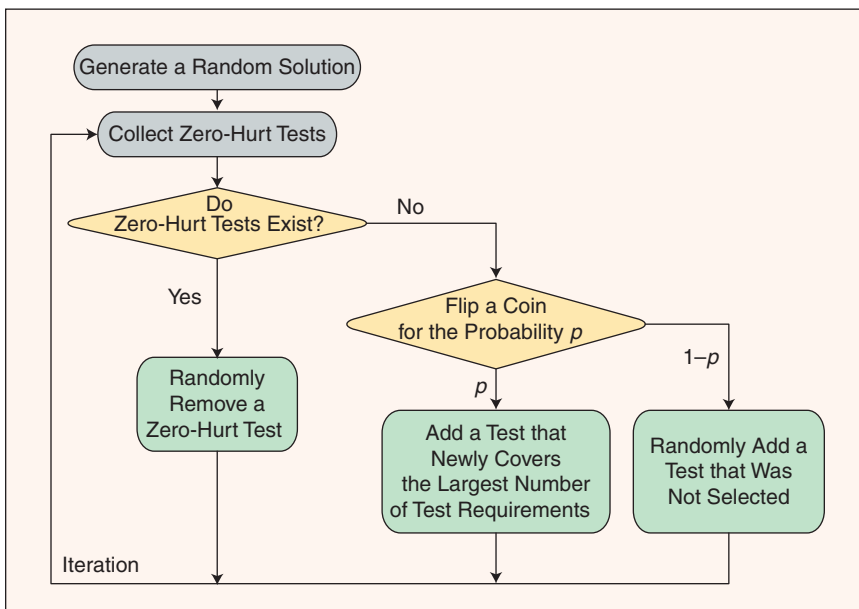 Generate a Random Solution
Collect Zero-Hurt Tests
Do
Zero-Hurt Tests Exist?
No
Yes
Flip a Coin
for the Probability p
p
1–p
Randomly
Remove a
Zero-Hurt Test
Add a Test that
Newly Covers
the Largest Number
of Test Requirements
Randomly Add a
Test that Was
Not Selected
Iteration